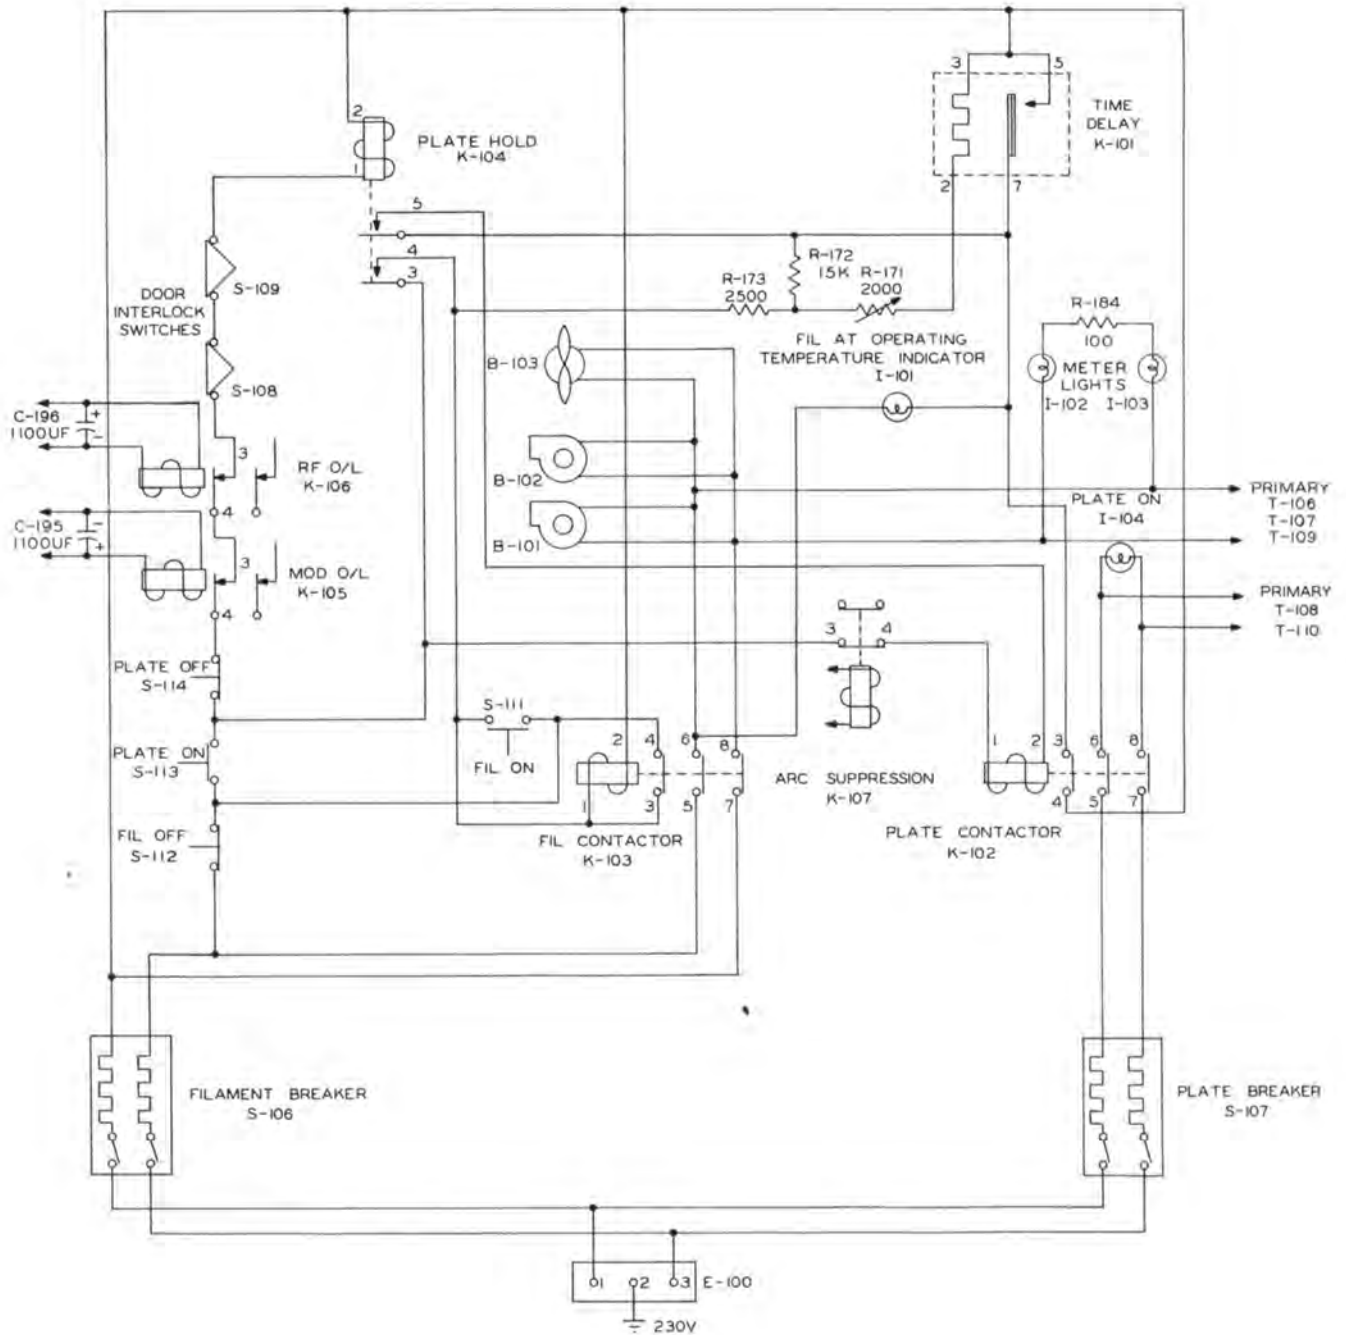 3
5
TIME
DELAY
K-101
2
PLATE HOLD
K-104
1
2
7
5
4
3
R-172
15K
R-171
2000
R-173
2500
S-109
DOOR
INTERLOCK
SWITCHES
S-108
R-184
100
FIL AT OPERATING
TEMPERATURE INDICATOR
I-101
METER
LIGHTS
I-102 I-103
B-103
C-196
1100UF
+
-
3
RF O/L
K-106
4
B-102
PLATE ON
I-104
PRIMARY
T-106
T-107
T-109
C-195
1100UF
-
+
3
MOD O/L
K-105
4
B-101
PRIMARY
T-108
T-110
3 4
PLATE OFF
S-114
S-111
FIL ON
PLATE ON
S-113
2 4 6 8
1 3 5 7
FIL CONTACTOR
K-103
ARC SUPPRESSION
K-107
1 2 3 6 8
4 5 7
PLATE CONTACTOR
K-102
FIL OFF
S-112
FILAMENT BREAKER
S-106
PLATE BREAKER
S-107
1 2 3 E-100
230V